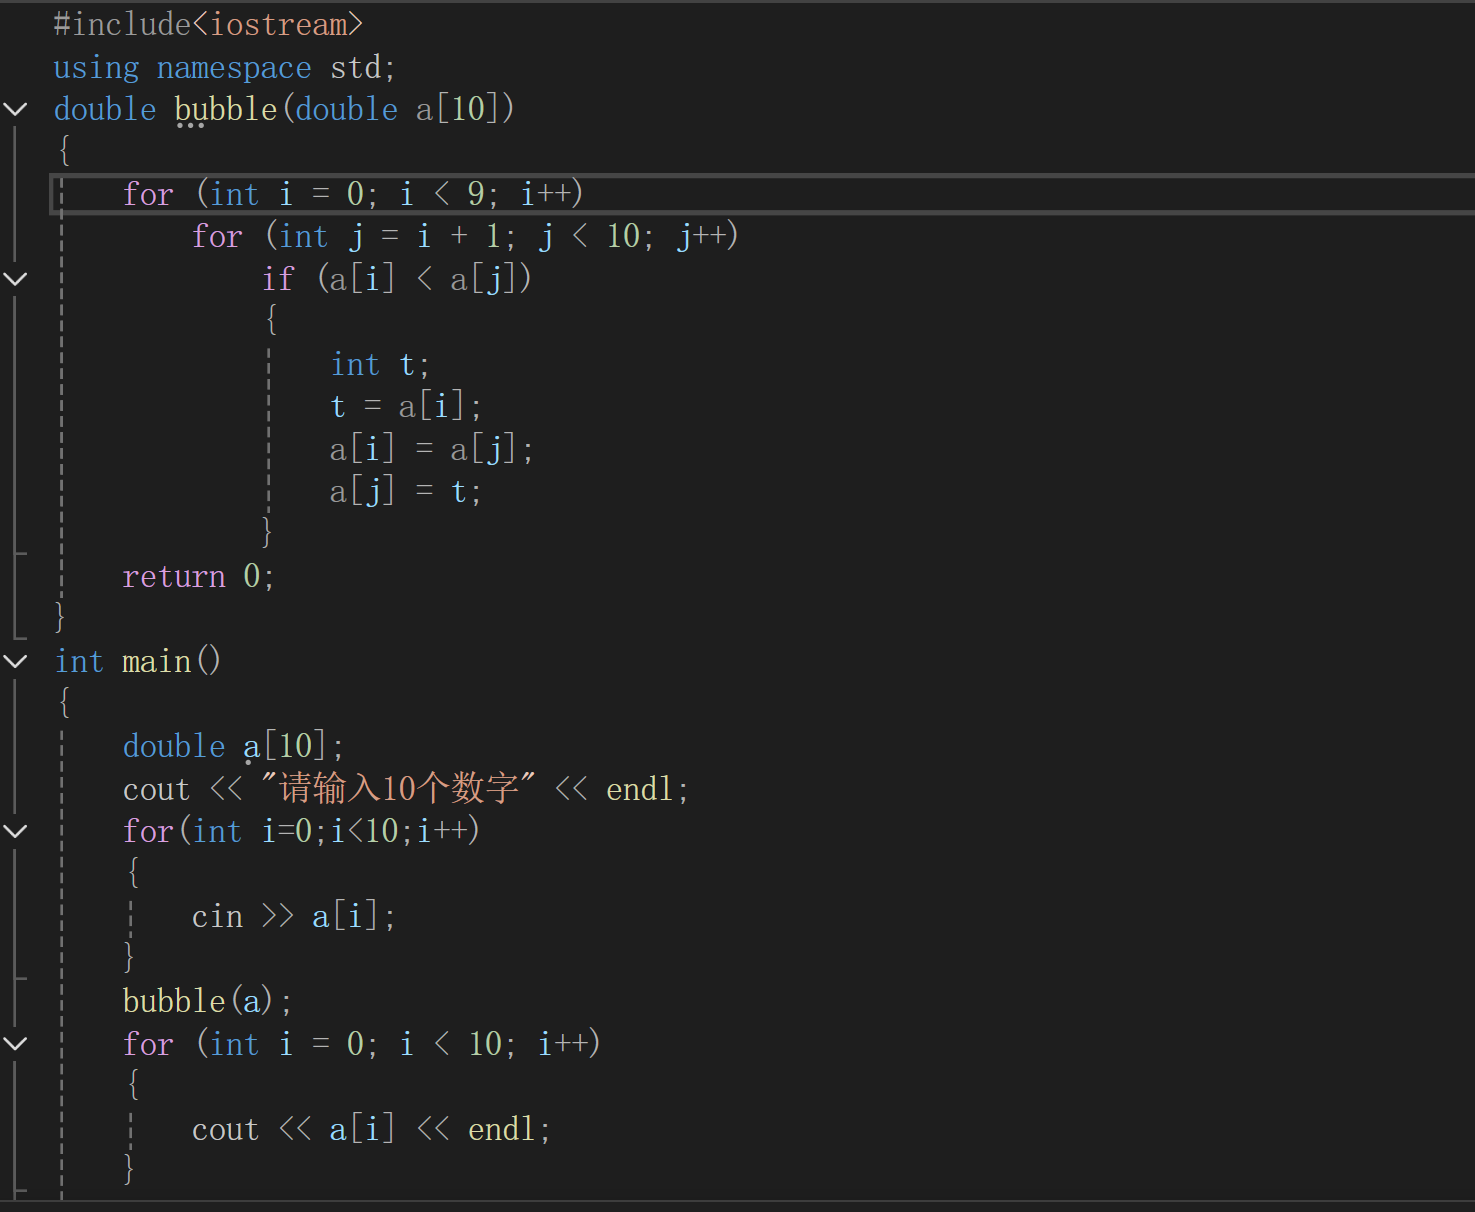 #include<iostream>
using namespace std;
double bubble(double a[10])
{
    for (int i = 0; i < 9; i++)
        for (int j = i + 1; j < 10; j++)
            if (a[i] < a[j])
            {
                int t;
                t = a[i];
                a[i] = a[j];
                a[j] = t;
            }
    return 0;
}
int main()
{
    double a[10];
    cout << "请输入10个数字" << endl;
    for(int i=0;i<10;i++)
    {
        cin >> a[i];
    }
    bubble(a);
    for (int i = 0; i < 10; i++)
    {
        cout << a[i] << endl;
    }